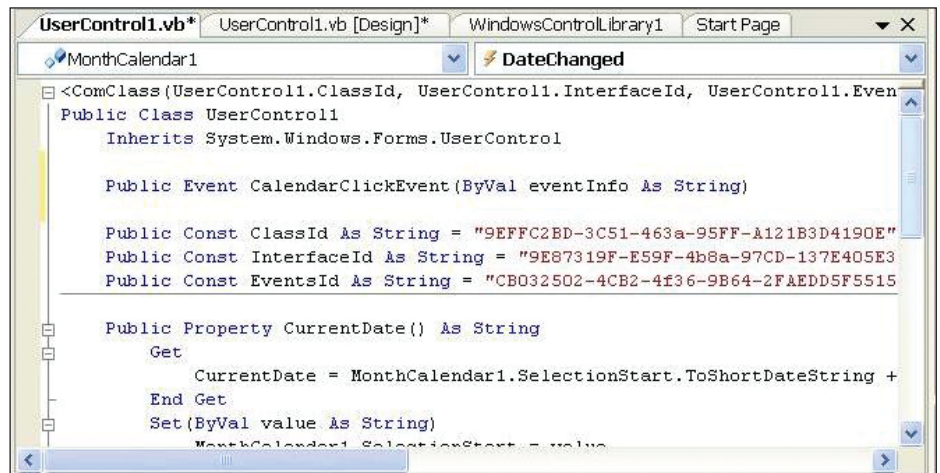 UserControl1.vb* UserControl1.vb [Design]* WindowsControlLibrary1 Start Page
MonthCalendar1 DateChanged
<ComClass(UserControl1.ClassId, UserControl1.InterfaceId, UserControl1.Even
Public Class UserControl1
Inherits System.Windows.Forms.UserControl
Public Event CalendarClickEvent(ByVal eventInfo As String)
Public Const ClassId As String = "9EFFC2BD-3C51-463a-95FF-A121B3D4190E"
Public Const InterfaceId As String = "9E87319F-E59F-4b8a-97CD-137E405E3
Public Const EventsId As String = "CB032502-4CB2-4f36-9B64-2FAEDD5F5515
Public Property CurrentDate() As String
Get
CurrentDate = MonthCalendar1.SelectionStart.ToShortDateString +
End Get
Set(ByVal value As String)
MonthCalendar1.SelectionStart = value